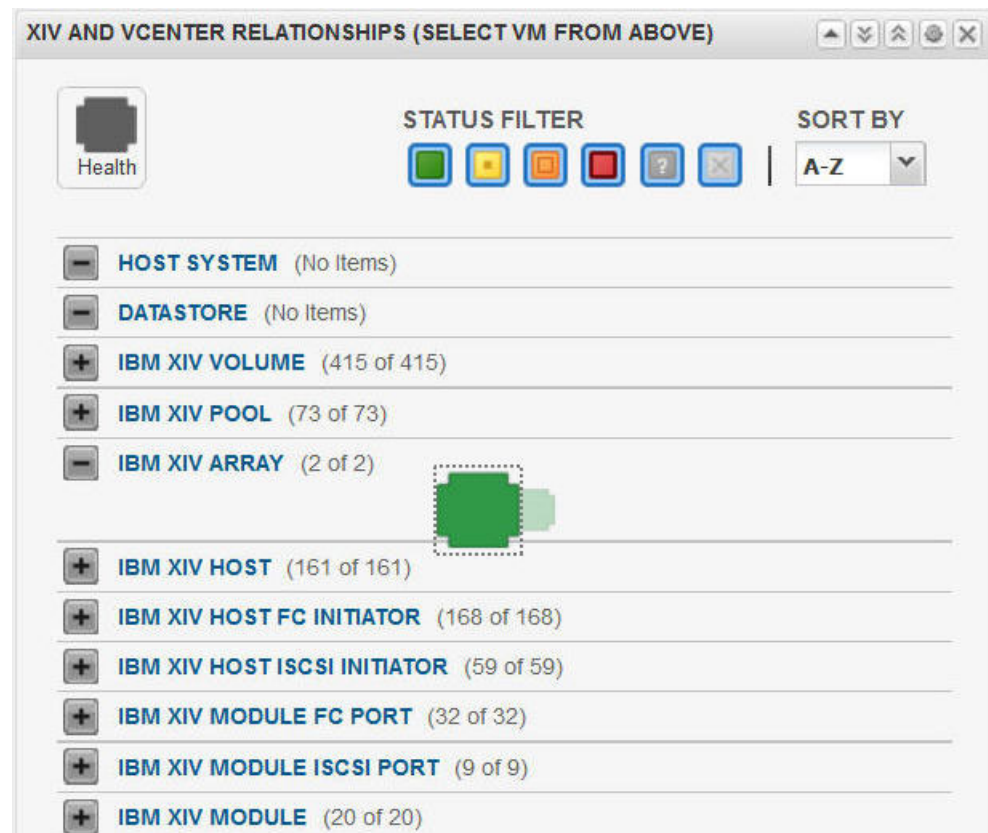 XIV AND VCENTER RELATIONSHIPS (SELECT VM FROM ABOVE)
Health
STATUS FILTER
SORT BY
?
A-Z
HOST SYSTEM (No Items)
DATASTORE (No Items)
IBM XIV VOLUME (415 of 415)
IBM XIV POOL (73 of 73)
IBM XIV ARRAY (2 of 2)
IBM XIV HOST (161 of 161)
IBM XIV HOST FC INITIATOR (168 of 168)
IBM XIV HOST ISCSI INITIATOR (59 of 59)
IBM XIV MODULE FC PORT (32 of 32)
IBM XIV MODULE ISCSI PORT (9 of 9)
IBM XIV MODULE (20 of 20)